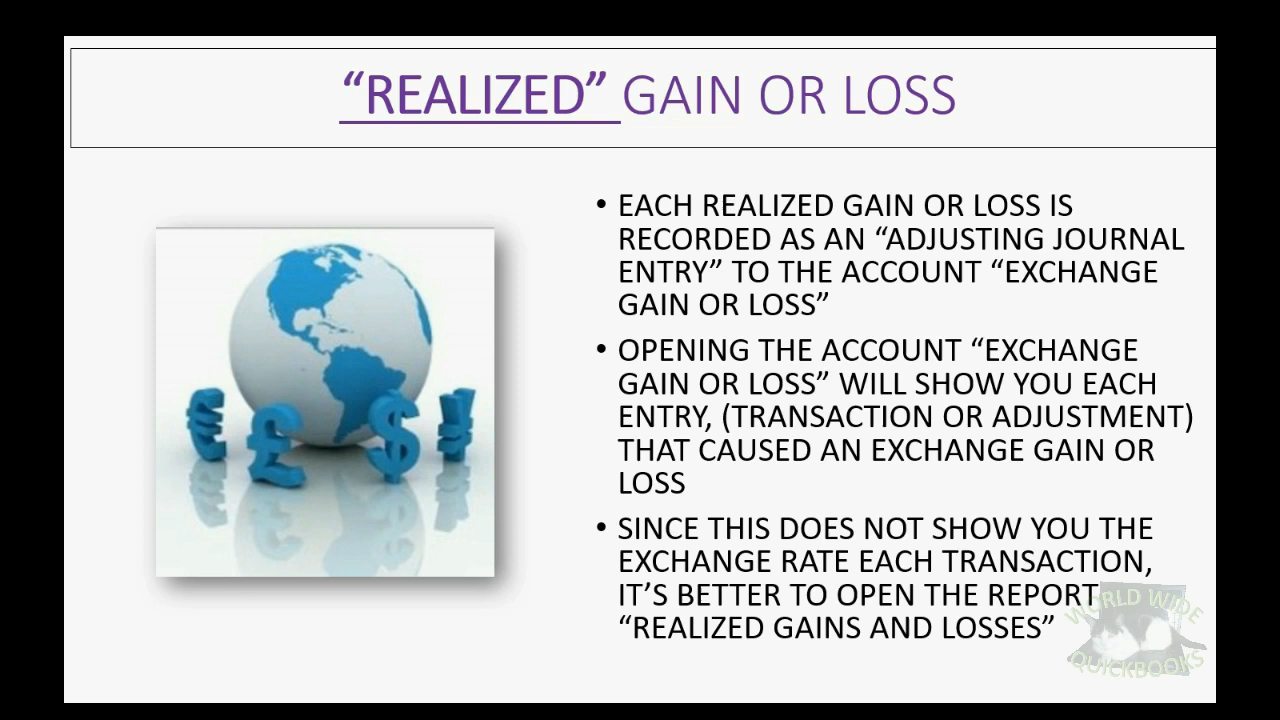 “REALIZED” GAIN OR LOSS
• EACH REALIZED GAIN OR LOSS IS
RECORDED AS AN “ADJUSTING JOURNAL
ENTRY” TO THE ACCOUNT “EXCHANGE
GAIN OR LOSS”
• OPENING THE ACCOUNT “EXCHANGE
GAIN OR LOSS” WILL SHOW YOU EACH
ENTRY, (TRANSACTION OR ADJUSTMENT)
THAT CAUSED AN EXCHANGE GAIN OR
LOSS
• SINCE THIS DOES NOT SHOW YOU THE
EXCHANGE RATE EACH TRANSACTION,
IT’S BETTER TO OPEN THE REPORT
“REALIZED GAINS AND LOSSES”
WORLD WIDE
QUICKBOOKS
€ £ $ ¥